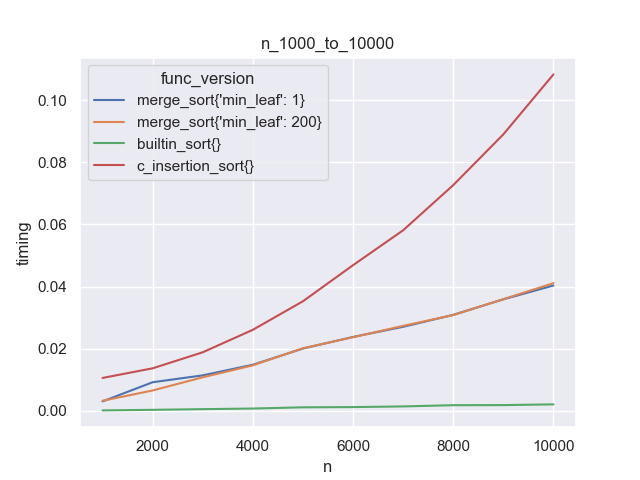 n_1000_to_10000
func_version
merge_sort{'min_leaf': 1}
merge_sort{'min_leaf': 200}
builtin_sort{}
c_insertion_sort{}
timing
0.10
0.08
0.06
0.04
0.02
0.00
2000 4000 6000 8000 10000
n